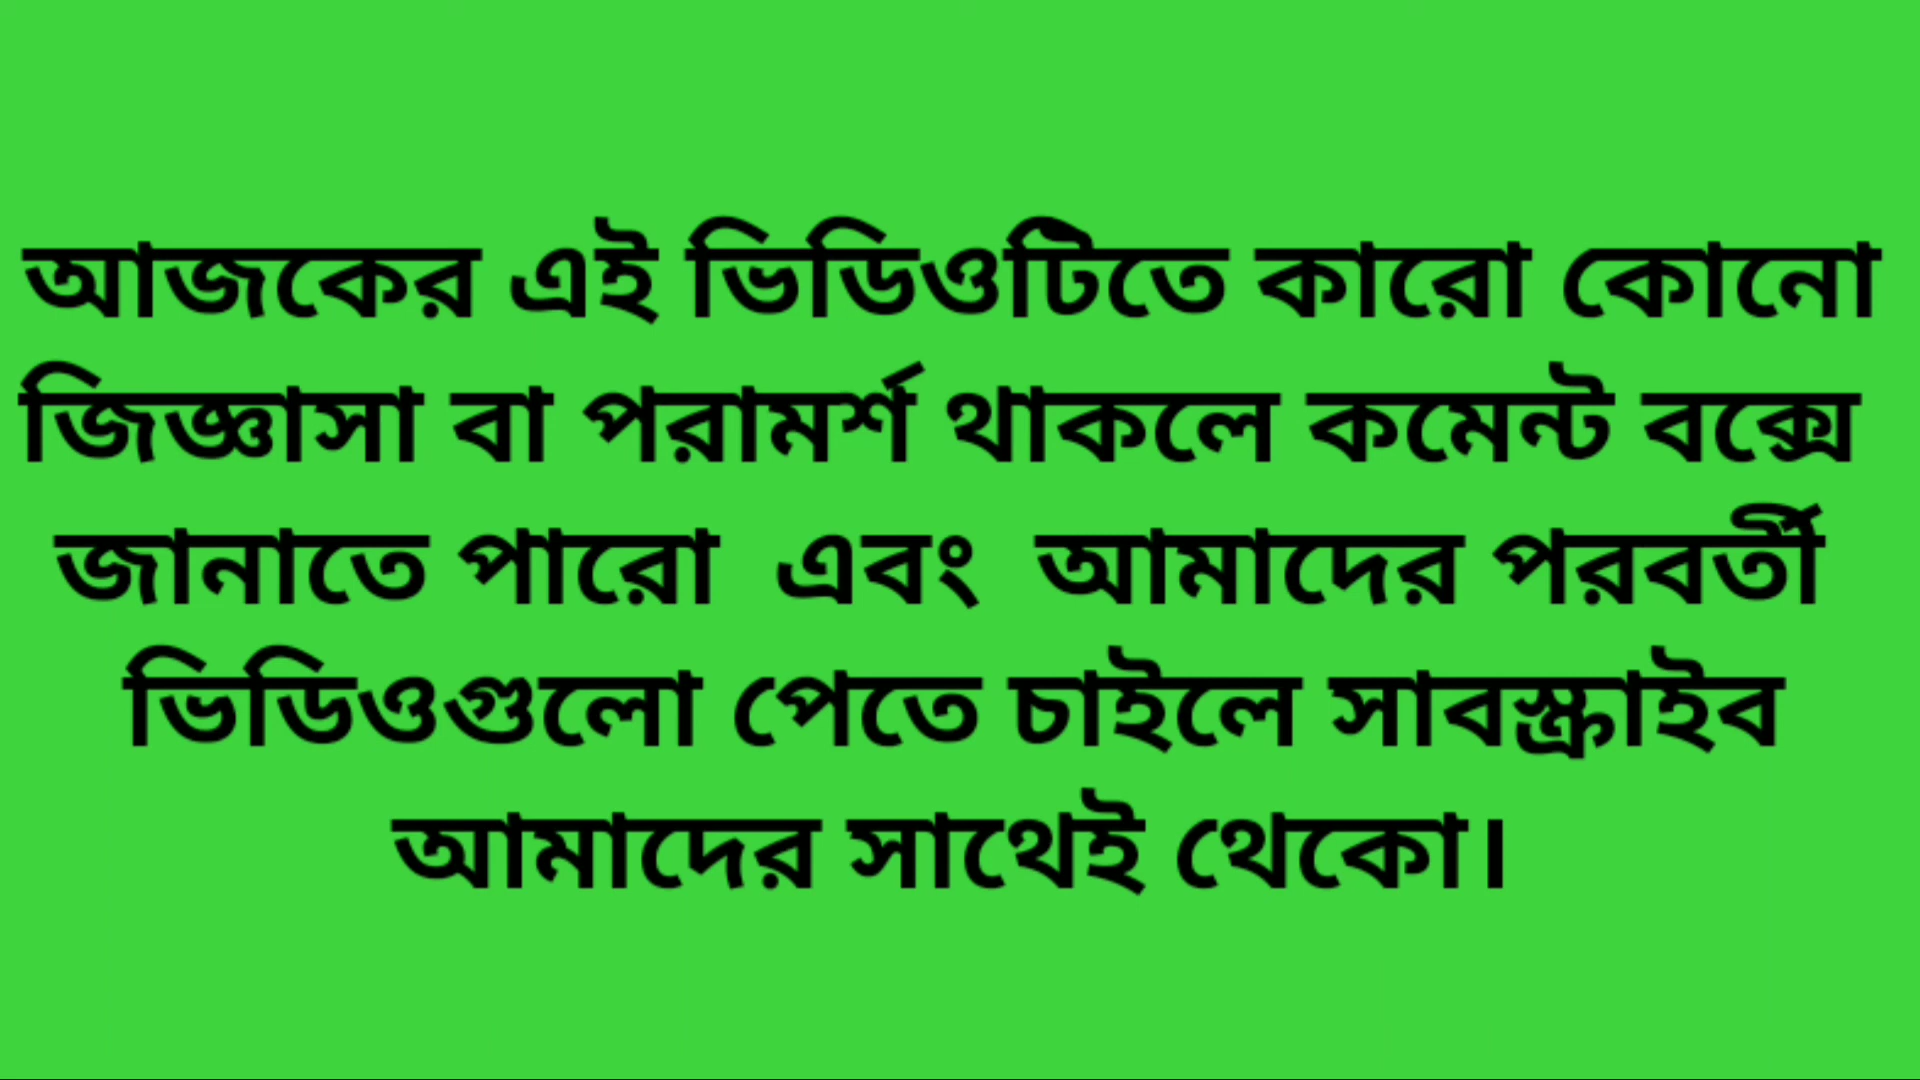 আজকের এই ভিডিওটিতে কারো কোনো
জিজ্ঞাসা বা পরামর্শ থাকলে কমেন্ট বক্সে
জানাতে পারো এবং আমাদের পরবর্তী
ভিডিওগুলো পেতে চাইলে সাবস্ক্রাইব
আমাদের সাথেই থেকো।